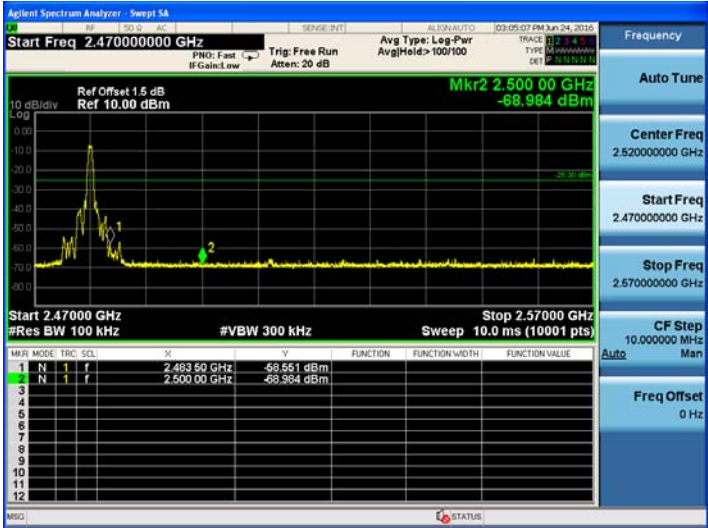 Agilent Spectrum Analyzer - Swept SA
RF 50 Ω AC SENSE:INT ALIGNAUTO 03:05:07 PM Jun 24, 2016
Start Freq 2.470000000 GHz
PNO: Fast
IFGain:Low
Trig: Free Run
Atten: 20 dB
Avg Type: Log-Pwr
Avg|Hold:> 100/100
TRACE 1 2 3 4 5 6
TYPE
DET P N N N N N
Frequency
Auto Tune
Center Freq
2.520000000 GHz
Start Freq
2.470000000 GHz
Stop Freq
2.570000000 GHz
CF Step
10.000000 MHz
Auto Man
Freq Offset
0 Hz
Mkr2 2.500 00 GHz
-68.984 dBm
Ref Offset 1.5 dB
10 dB/div Ref 10.00 dBm
Log
0.00
-10.0
-20.0
-25.30 dBm
-30.0
-40.0
-50.0
1
-60.0
2
-70.0
-80.0
Start 2.47000 GHz Stop 2.57000 GHz
#Res BW 100 kHz #VBW 300 kHz Sweep 10.0 ms (10001 pts)
MKR MODE TRC SCL X Y FUNCTION FUNCTION WIDTH FUNCTION VALUE
1 N 1 f 2.483 50 GHz -58.551 dBm
2 N 1 f 2.500 00 GHz -68.984 dBm
3
4
5
6
7
8
9
10
11
12
MSG STATUS